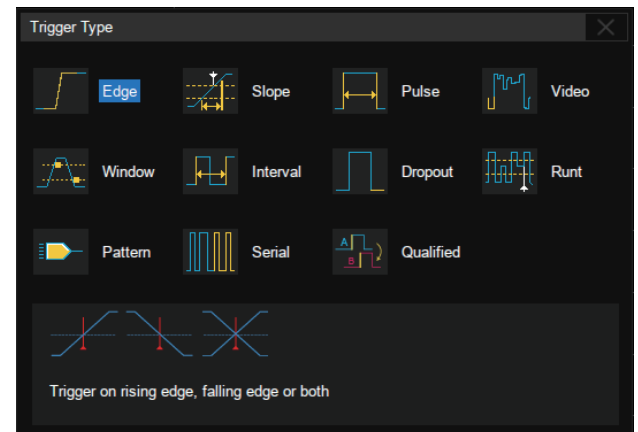 Trigger Type
Edge Slope Pulse Video
Window Interval Dropout Runt
Pattern Serial A B Qualified
Trigger on rising edge, falling edge or both